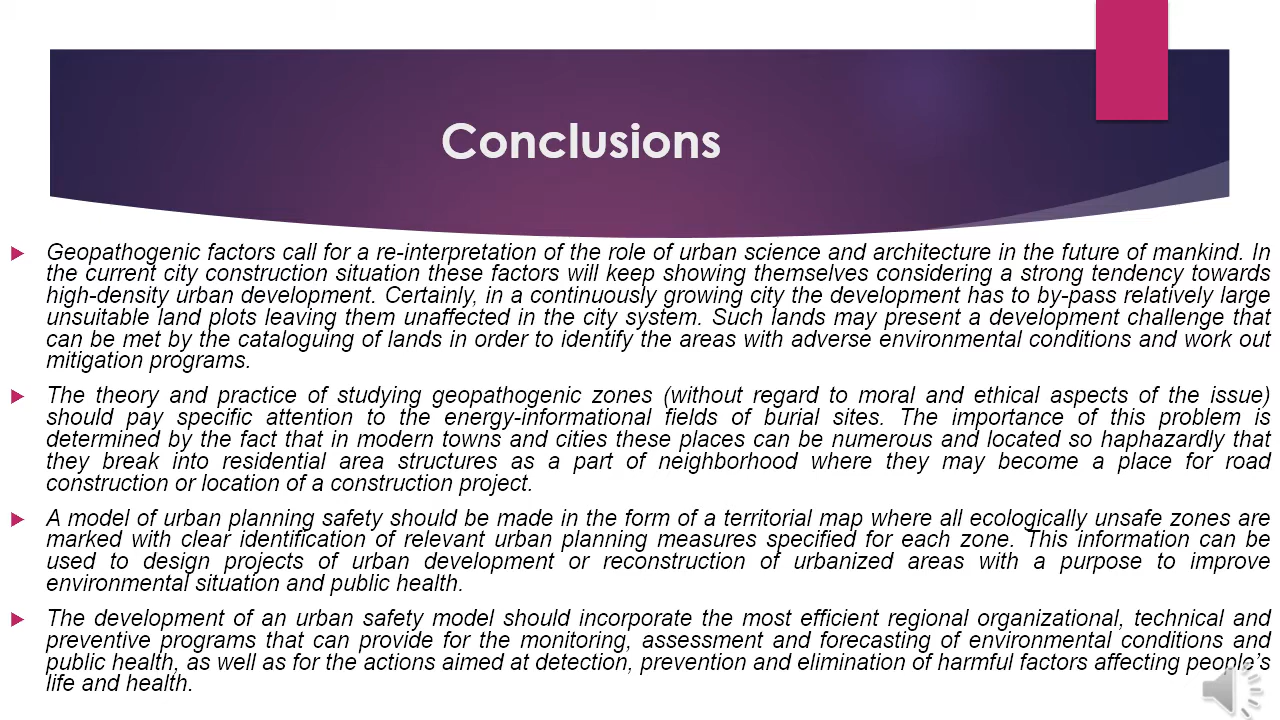 Conclusions
Geopathogenic factors call for a re-interpretation of the role of urban science and architecture in the future of mankind. In
the current city construction situation these factors will keep showing themselves considering a strong tendency towards
high-density urban development. Certainly, in a continuously growing city the development has to by-pass relatively large
unsuitable land plots leaving them unaffected in the city system. Such lands may present a development challenge that
can be met by the cataloguing of lands in order to identify the areas with adverse environmental conditions and work out
mitigation programs.
The theory and practice of studying geopathogenic zones (without regard to moral and ethical aspects of the issue)
should pay specific attention to the energy-informational fields of burial sites. The importance of this problem is
determined by the fact that in modern towns and cities these places can be numerous and located so haphazardly that
they break into residential area structures as a part of neighborhood where they may become a place for road
construction or location of a construction project.
A model of urban planning safety should be made in the form of a territorial map where all ecologically unsafe zones are
marked with clear identification of relevant urban planning measures specified for each zone. This information can be
used to design projects of urban development or reconstruction of urbanized areas with a purpose to improve
environmental situation and public health.
The development of an urban safety model should incorporate the most efficient regional organizational, technical and
preventive programs that can provide for the monitoring, assessment and forecasting of environmental conditions and
public health, as well as for the actions aimed at detection, prevention and elimination of harmful factors affecting people's
life and health.